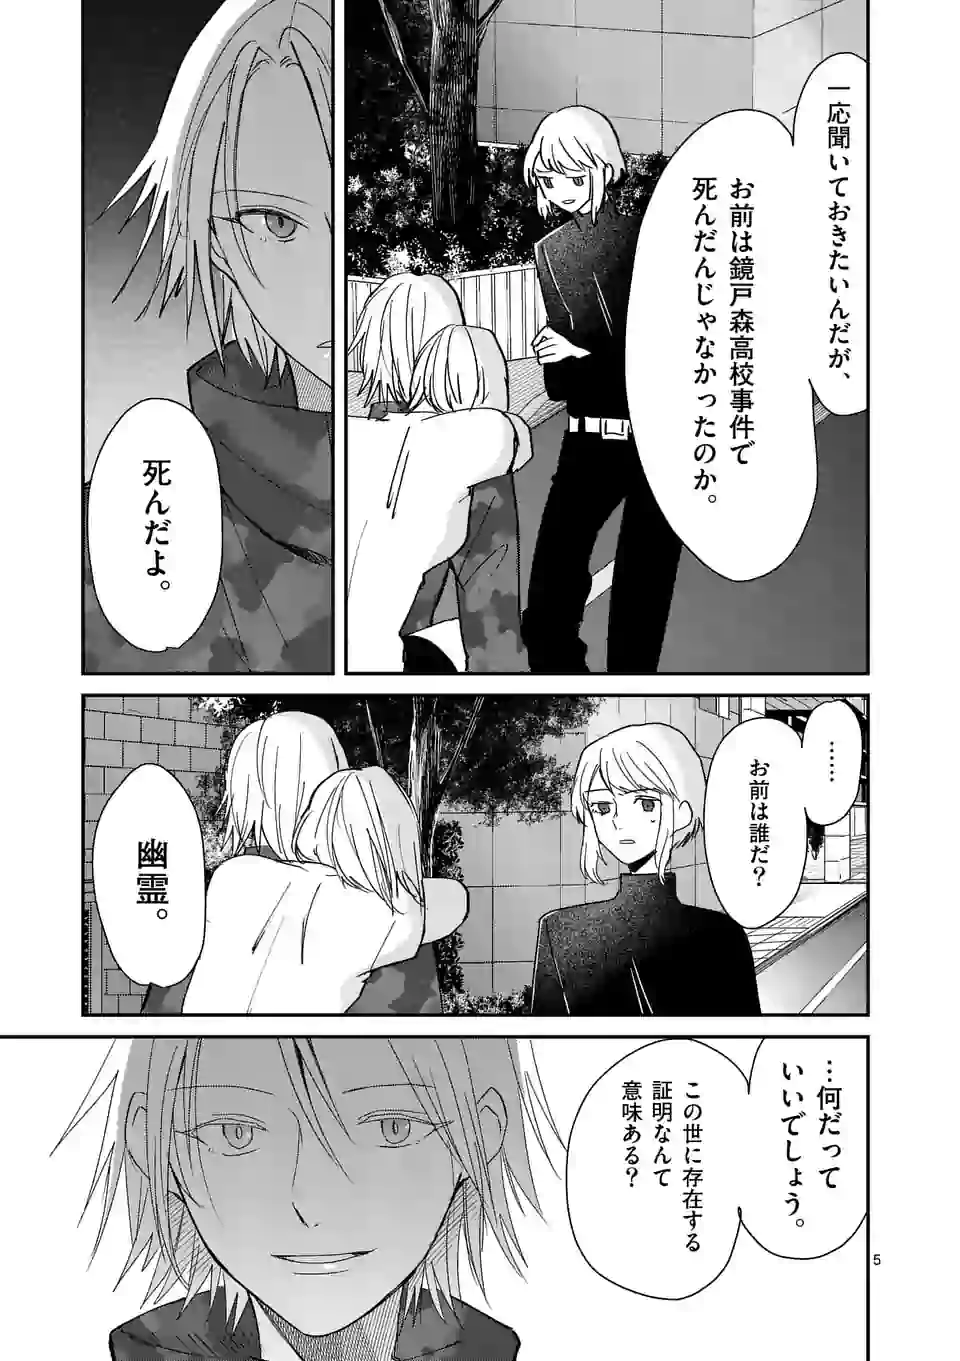 一応聞いておきたいんだが、
お前は鏡戸森高校事件で
死んだんじゃなかったのか。
死んだよ。
……
お前は誰だ？
幽霊。
…何だって
いいでしょう。
この世に存在する
証明なんて
意味ある？
5